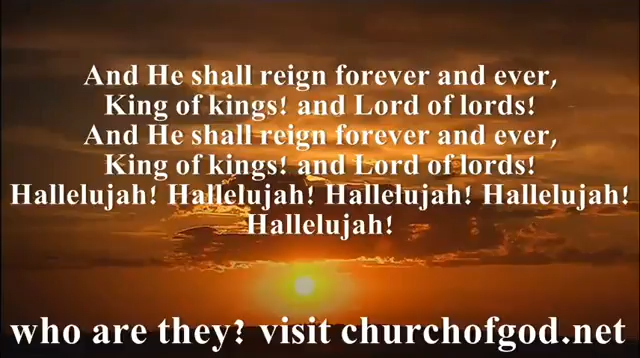 And He shall reign forever and ever,
King of kings! and Lord of lords!
And He shall reign forever and ever,
King of kings! and Lord of lords!
Hallelujah! Hallelujah! Hallelujah! Hallelujah!
Hallelujah!
who are they? visit churchofgod.net